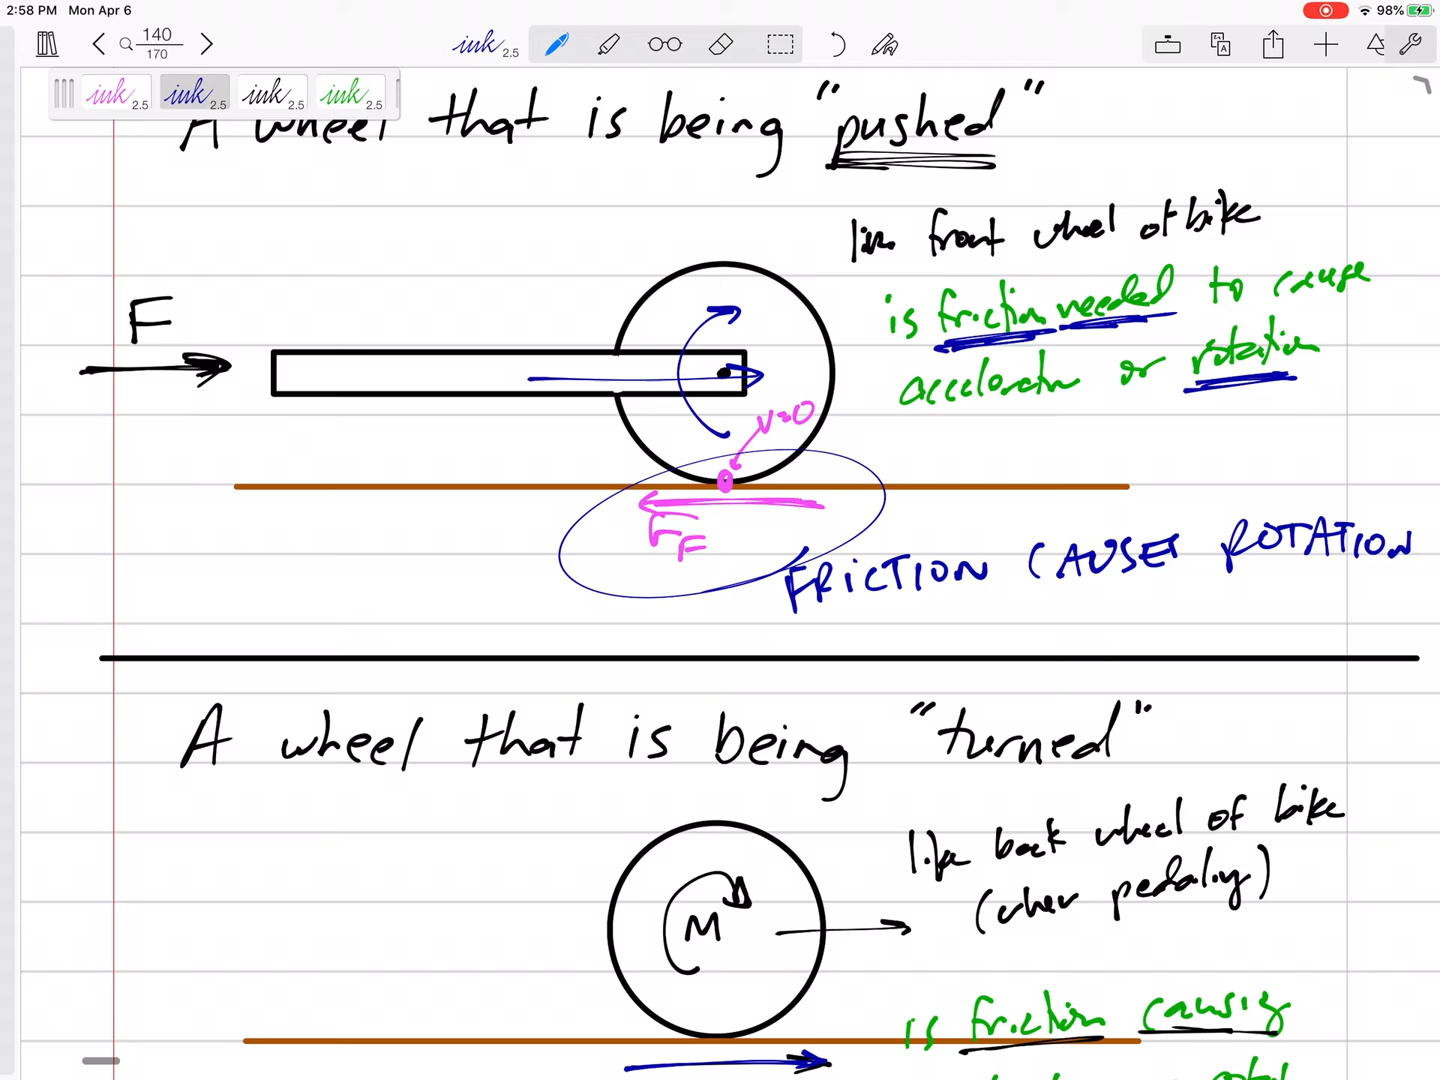 2:58 PM Mon Apr 6
98%
140
170
ink 2.5
ink 2.5
ink 2.5
ink 2.5
ink 2.5
A wheel that is being "pushed"
like front wheel of bike
F
is friction needed to cause
acceleration or rotation
V=0
FF
FRICTION CAUSES ROTATION
A wheel that is being "turned"
like back wheel of bike
(when pedaling)
M
is friction causing